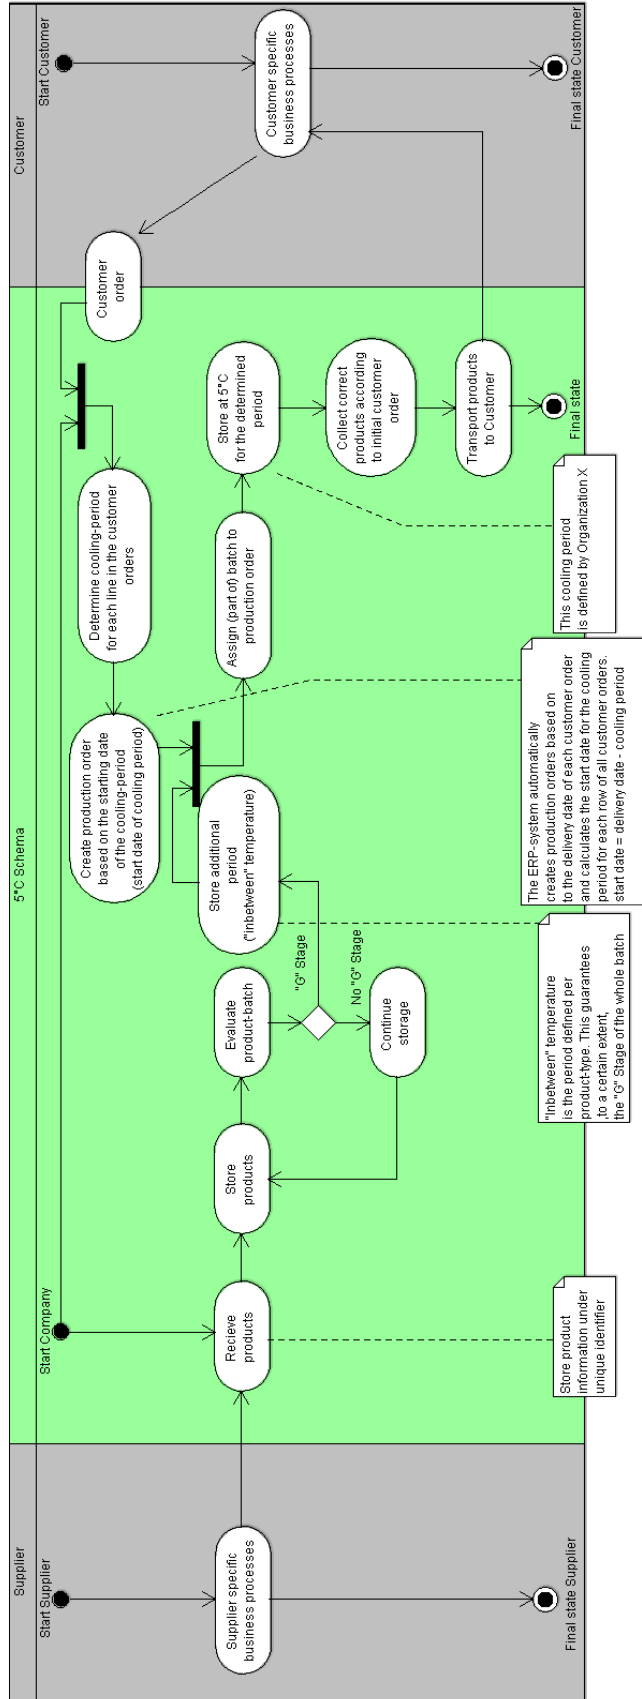 Supplier
5"C Schema
Customer
Start Supplier
Start Company
Start Customer
Supplier specific
business processes
Recieve
products
Store
products
Evaluate
product-batch
"G" Stage
No "G" Stage
Continue
storage
Store additional
period
("inbetween" temperature)
Create production order
based on the starting date
of the cooling-period
(start date of cooling period)
Determine cooling-period
for each line in the customer
orders
Customer
order
Customer specific
business processes
Assign (part of) batch to
production order
Store at 5"C
for the determined
period
Collect correct
products according
to initial customer
order
Transport products
to Customer
Store product
information under
unique identifier
"Inbetween" temperature
is the period defined per
product-type. This guarantees
,to a certain extent,
the "G" Stage of the whole batch
The ERP-system automatically
creates production orders based on
to the delivery date of each customer order
and calculates the start date for the cooling
period for each row of all customer orders.
start date = delivery date - cooling period
This cooling period
is defined by Organization X
Final state Supplier
Final state
Final state Customer